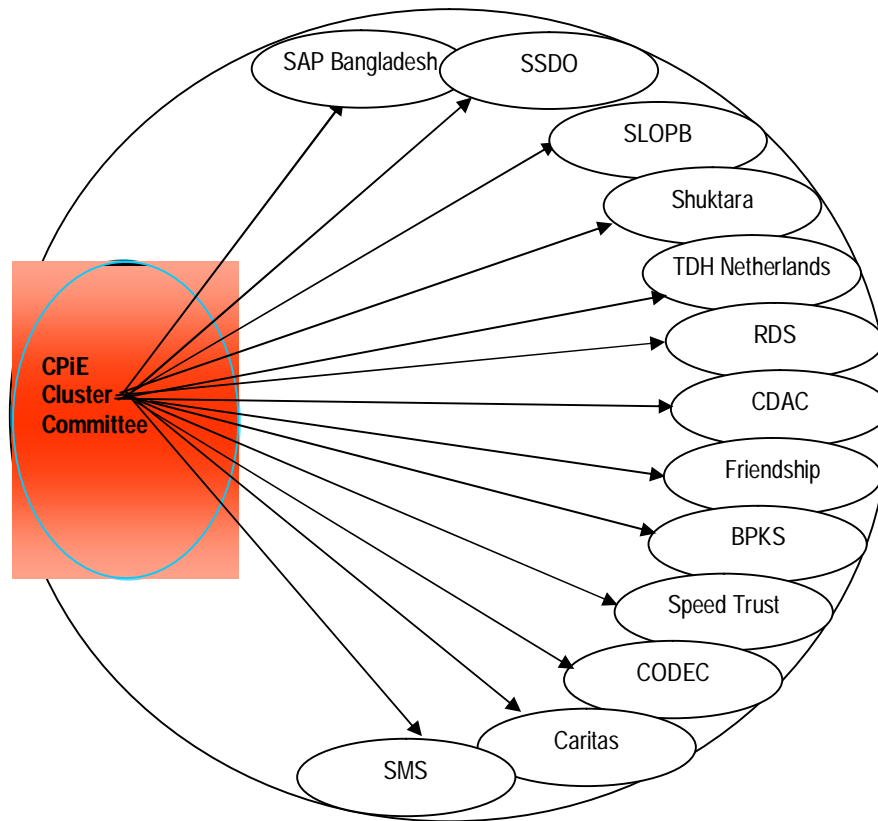 SAP Bangladesh
SSDO
SLOPB
Shuktara
TDH Netherlands
RDS
CPiE
Cluster
Committee
CDAC
Friendship
BPKS
Speed Trust
CODEC
Caritas
SMS